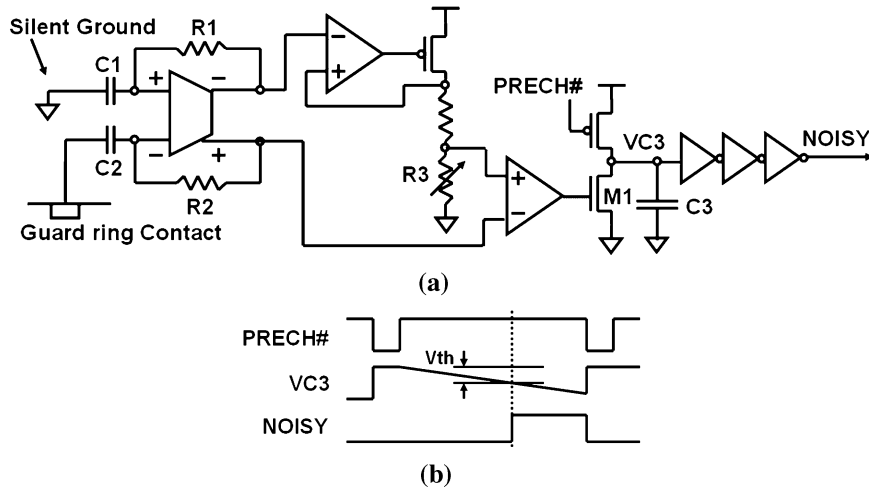 Silent Ground
R1
C1
+
−
−
+
PRECH#
VC3
NOISY
−
+
C2
R2
R3
+
−
M1
C3
Guard ring Contact
(a)
PRECH#
Vth
VC3
NOISY
(b)